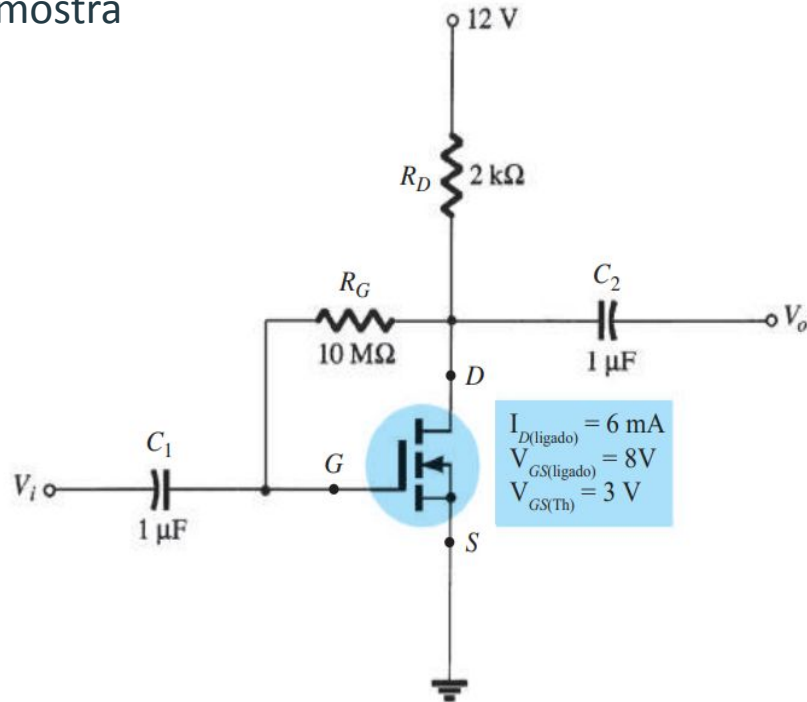 mostra
12 V
R_D
2 kΩ
R_G
10 MΩ
C_2
1 µF
V_o
D
I_D(ligado) = 6 mA
V_GS(ligado) = 8V
V_GS(Th) = 3 V
C_1
G
V_i
1 µF
S